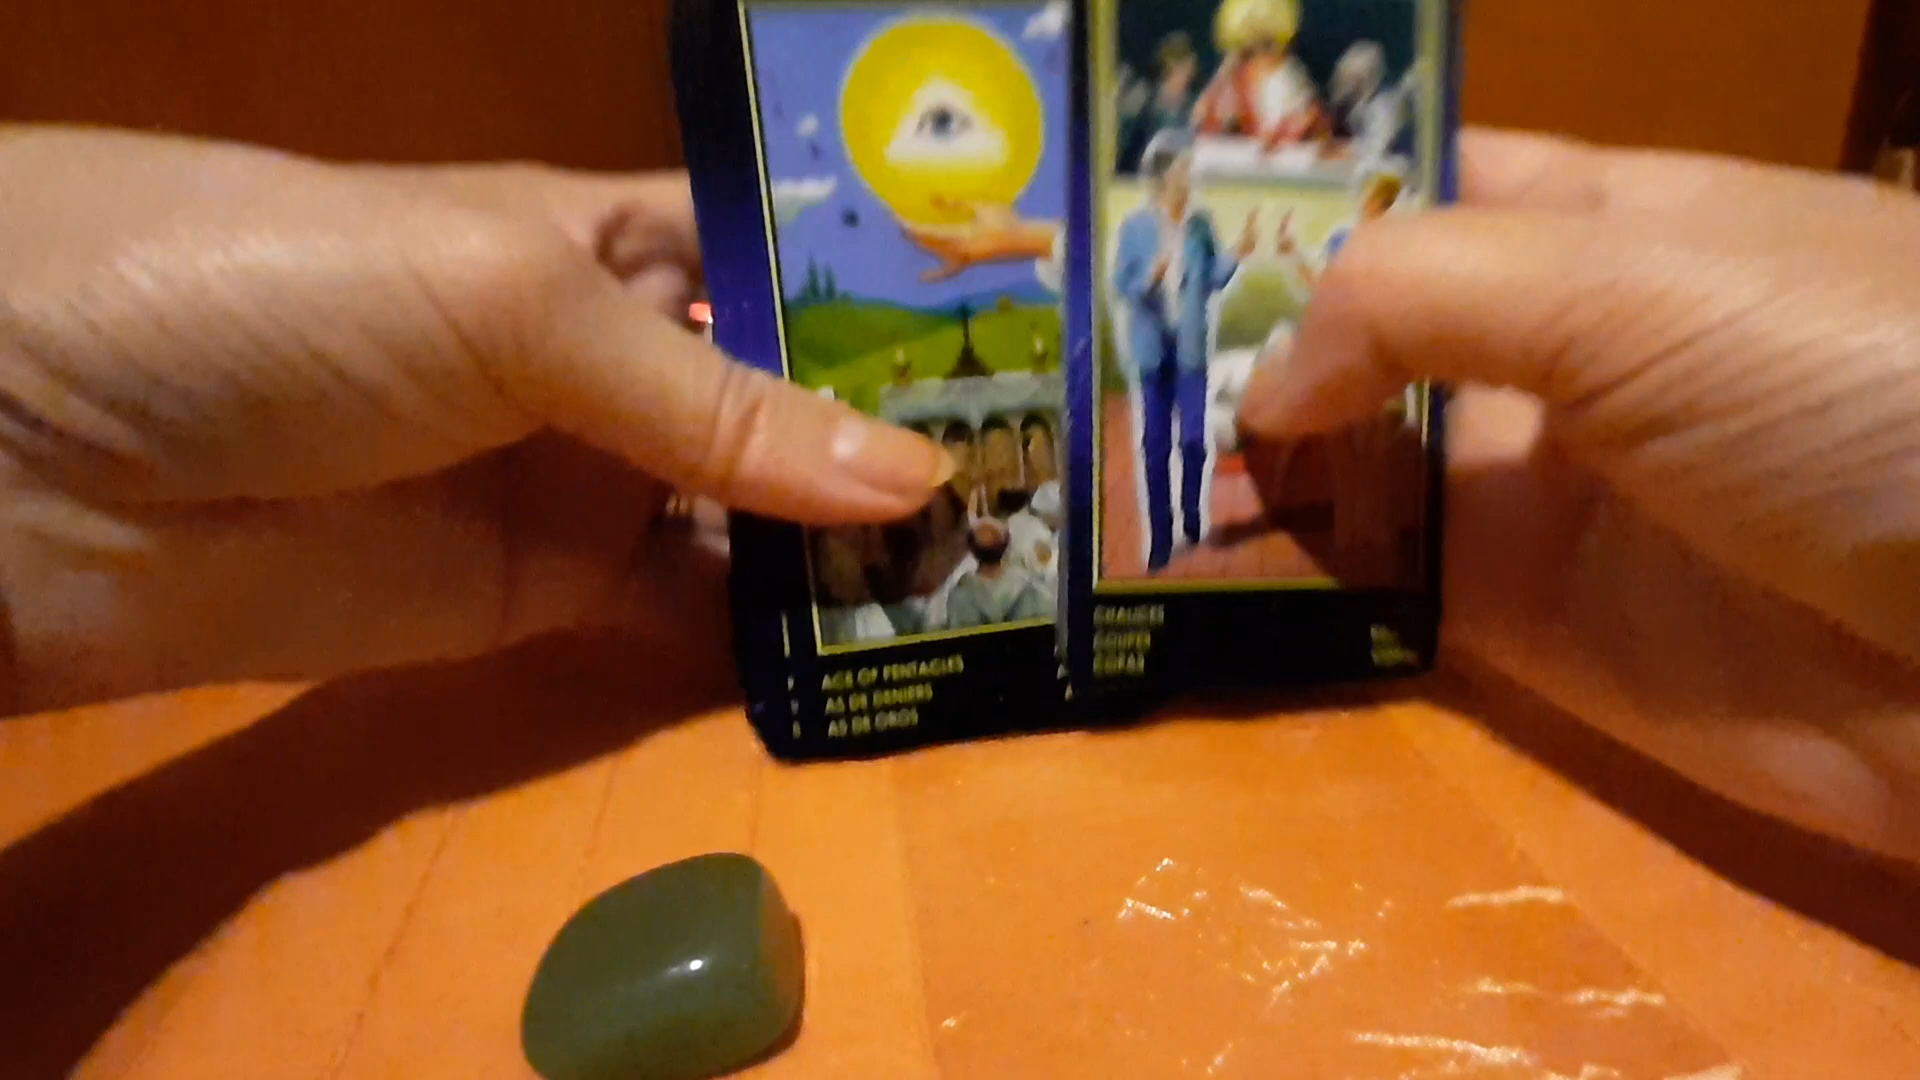 ACE OF PENTACLES
AS DE DENIERS
AS DE OROS
CHALICES
COUPES
COPAS